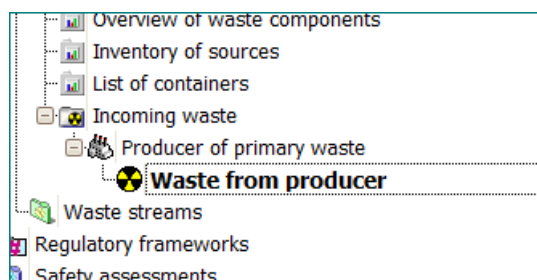 Overview of waste components
Inventory of sources
List of containers
Incoming waste
Producer of primary waste
Waste from producer
Waste streams
Regulatory frameworks
Safety assessments